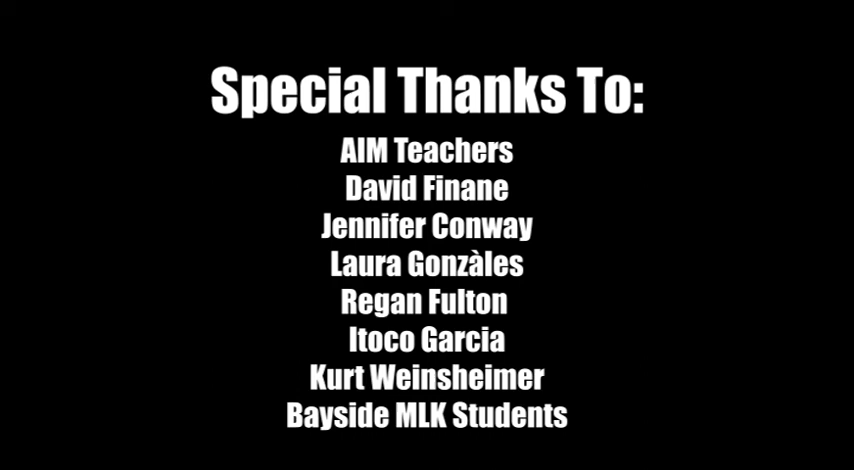 Special Thanks To:
AIM Teachers
David Finane
Jennifer Conway
Laura Gonzàles
Regan Fulton
Itoco Garcia
Kurt Weinsheimer
Bayside MLK Students